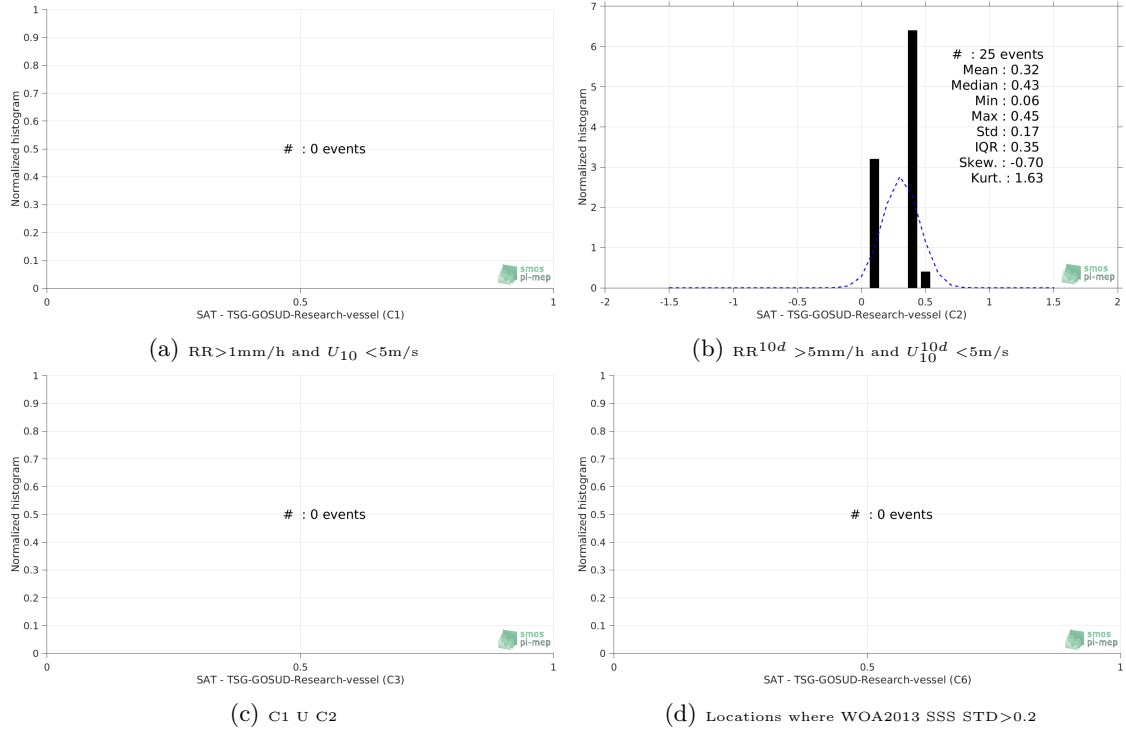 1
0.9
0.8
0.7
0.6
0.5
0.4
0.3
0.2
0.1
0
Normalized histogram
# : 0 events
smos
pi-mep
0 0.5 1
SAT - TSG-GOSUD-Research-vessel (C1)
(a) RR>1mm/h and U10 <5m/s
7
6
5
4
3
2
1
0
Normalized histogram
# : 25 events
Mean : 0.32
Median : 0.43
Min : 0.06
Max : 0.45
Std : 0.17
IQR : 0.35
Skew. : -0.70
Kurt. : 1.63
smos
pi-mep
-2 -1.5 -1 -0.5 0 0.5 1 1.5 2
SAT - TSG-GOSUD-Research-vessel (C2)
(b) RR10d >5mm/h and U10d10 <5m/s
1
0.9
0.8
0.7
0.6
0.5
0.4
0.3
0.2
0.1
0
Normalized histogram
# : 0 events
smos
pi-mep
0 0.5 1
SAT - TSG-GOSUD-Research-vessel (C3)
(c) C1 U C2
1
0.9
0.8
0.7
0.6
0.5
0.4
0.3
0.2
0.1
0
Normalized histogram
# : 0 events
smos
pi-mep
0 0.5 1
SAT - TSG-GOSUD-Research-vessel (C6)
(d) Locations where WOA2013 SSS STD>0.2